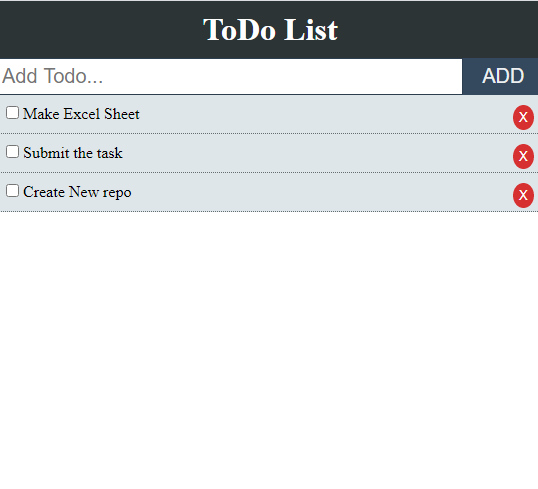 ToDo List
Add Todo... ADD
Make Excel Sheet x
Submit the task x
Create New repo x